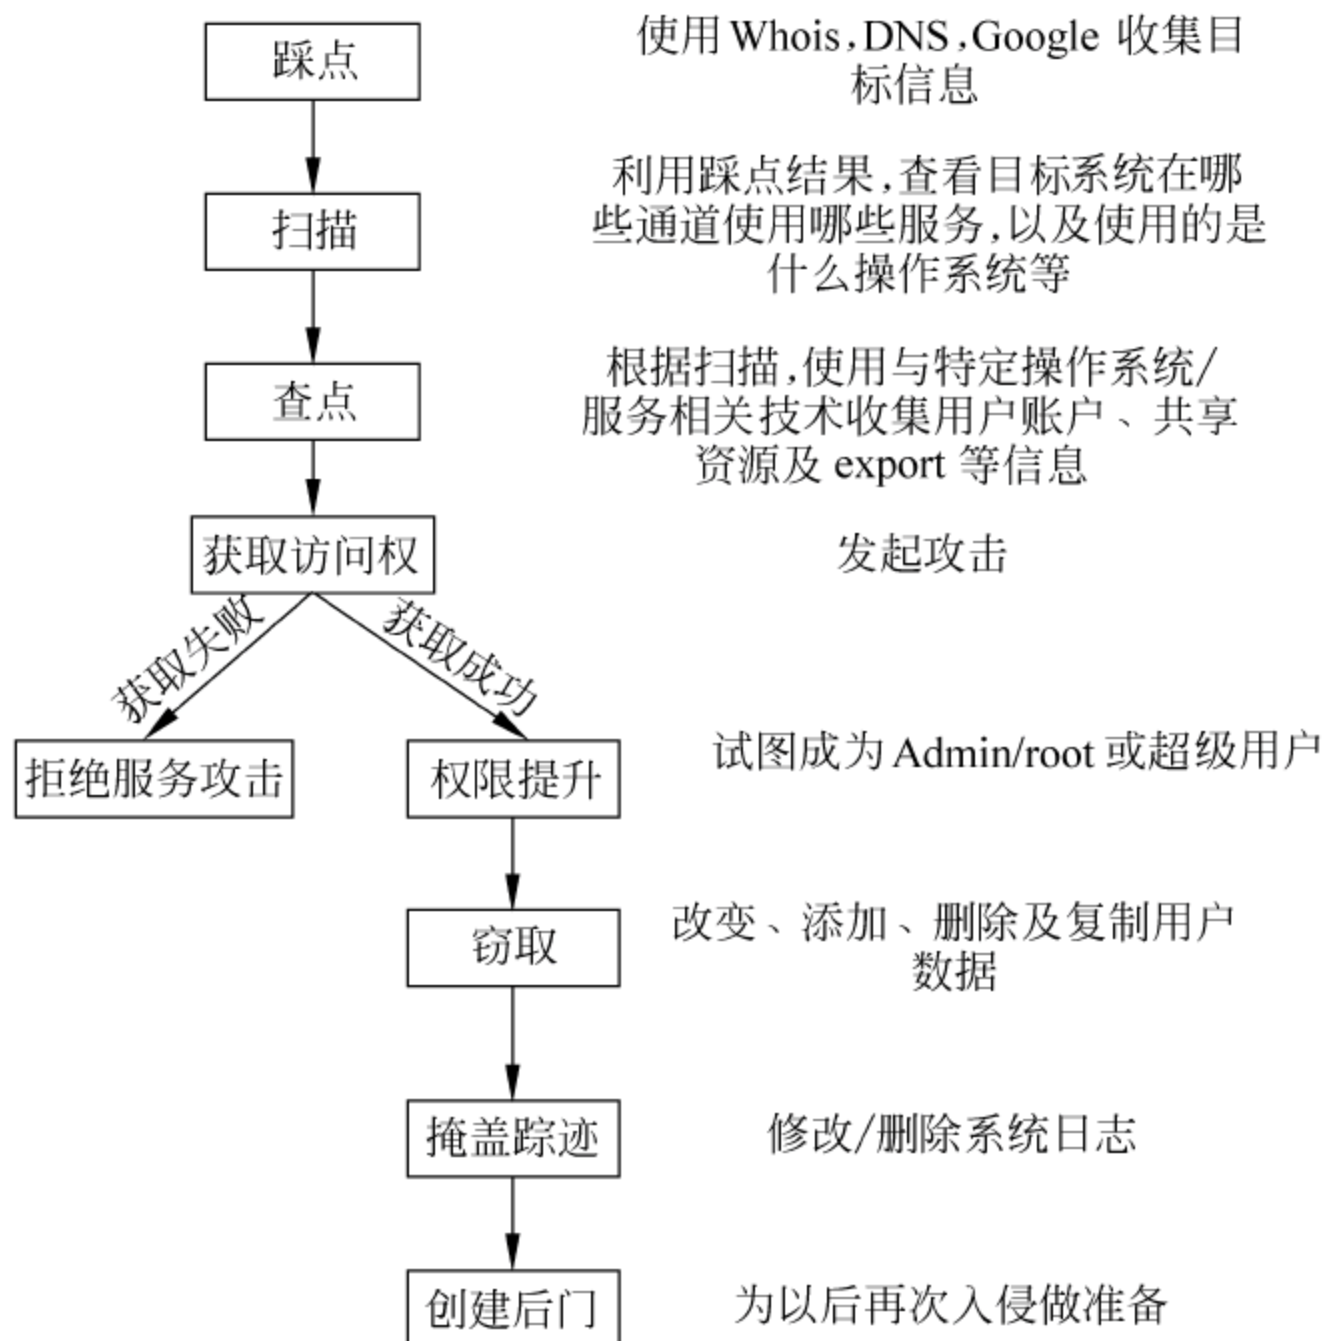 踩点
使用 Whois,DNS,Google 收集目
标信息
扫描
利用踩点结果,查看目标系统在哪
些通道使用哪些服务,以及使用的是
什么操作系统等
查点
根据扫描,使用与特定操作系统/
服务相关技术收集用户账户、共享
资源及 export 等信息
获取访问权
发起攻击
获取失败
获取成功
拒绝服务攻击
权限提升
试图成为 Admin/root 或超级用户
窃取
改变、添加、删除及复制用户
数据
掩盖踪迹
修改/删除系统日志
创建后门
为以后再次入侵做准备